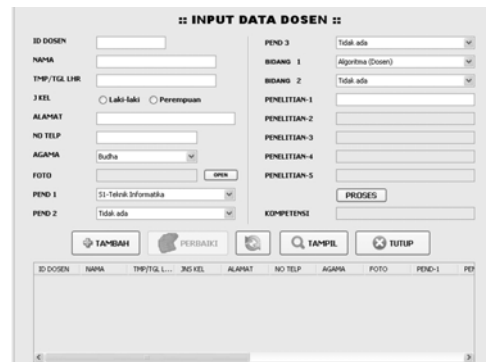 :: INPUT DATA DOSEN ::
ID DOSEN
NAMA
TMP/TGL LHR
J KEL Laki-laki Perempuan
ALAMAT
NO TELP
AGAMA Budha
FOTO OPEN
PEND 1 S1-Teknik Informatika
PEND 2 Tidak ada
PEND 3 Tidak ada
BIDANG 1 Algoritma (Dosen)
BIDANG 2 Tidak ada
PENELITIAN-1
PENELITIAN-2
PENELITIAN-3
PENELITIAN-4
PENELITIAN-5
PROSES
KOMPETENSI
TAMBAH PERBAIKI TAMPIL TUTUP
ID DOSEN NAMA TMP/TGL L... JNS KEL ALAMAT NO TELP AGAMA FOTO PEND-1 PEN